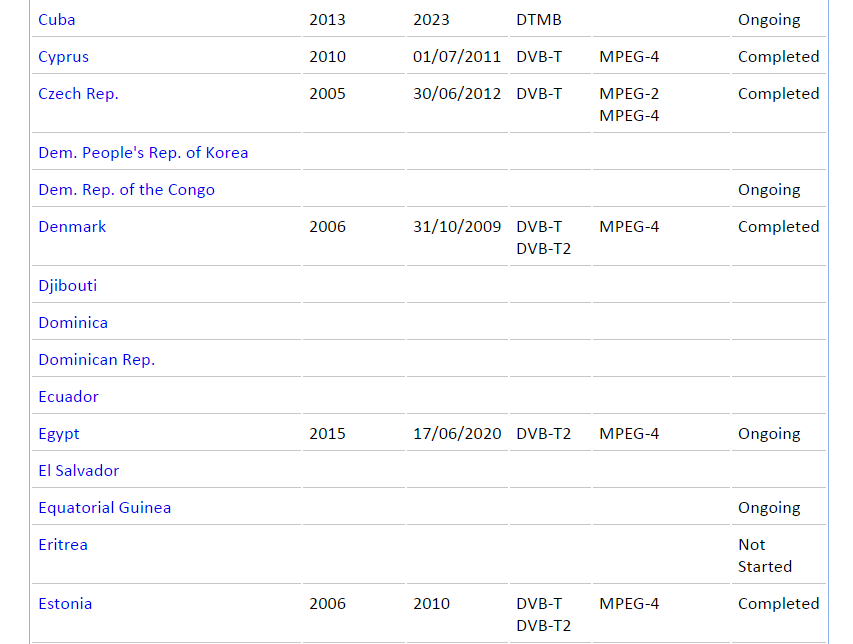 Cuba 2013 2023 DTMB Ongoing
Cyprus 2010 01/07/2011 DVB-T MPEG-4 Completed
Czech Rep. 2005 30/06/2012 DVB-T MPEG-2 Completed
MPEG-4
Dem. People's Rep. of Korea
Dem. Rep. of the Congo Ongoing
Denmark 2006 31/10/2009 DVB-T MPEG-4 Completed
DVB-T2
Djibouti
Dominica
Dominican Rep.
Ecuador
Egypt 2015 17/06/2020 DVB-T2 MPEG-4 Ongoing
El Salvador
Equatorial Guinea Ongoing
Eritrea Not
Started
Estonia 2006 2010 DVB-T MPEG-4 Completed
DVB-T2